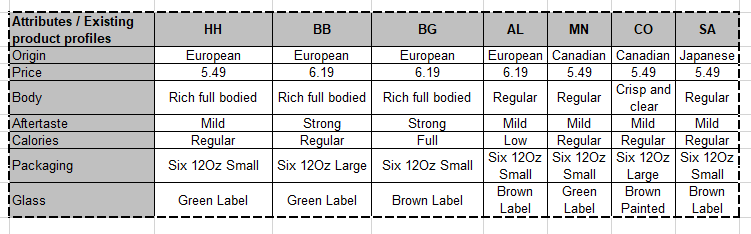 Attributes / Existing product profiles HH BB BG AL MN CO SA
Origin European European European European Canadian Canadian Japanese
Price 5.49 6.19 6.19 6.19 5.49 5.49 5.49
Body Rich full bodied Rich full bodied Rich full bodied Regular Regular Crisp and clear Regular
Aftertaste Mild Strong Strong Mild Mild Mild Mild
Calories Regular Regular Full Low Regular Regular Regular
Packaging Six 12Oz Small Six 12Oz Large Six 12Oz Small Six 12Oz Small Six 12Oz Small Six 12Oz Large Six 12Oz Small
Glass Green Label Green Label Brown Label Brown Label Green Label Brown Painted Brown Label